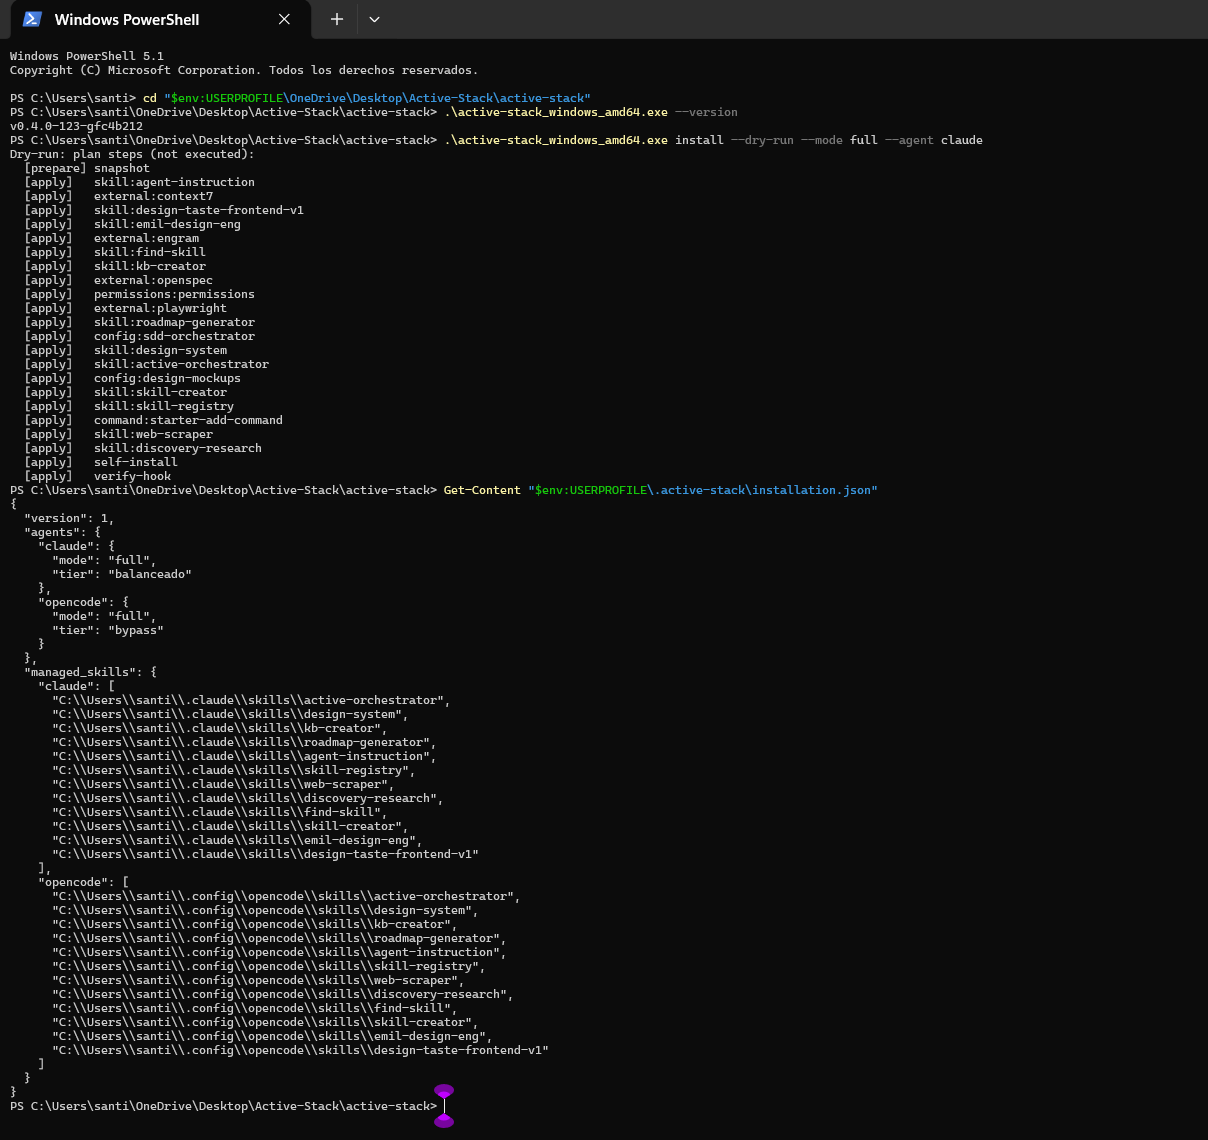 Windows PowerShell
Windows PowerShell 5.1
Copyright (C) Microsoft Corporation. Todos los derechos reservados.
PS C:\Users\santi> cd "$env:USERPROFILE\OneDrive\Desktop\Active-Stack\active-stack"
PS C:\Users\santi\OneDrive\Desktop\Active-Stack\active-stack> .\active-stack_windows_amd64.exe --version
v0.4.0-123-gfc4b212
PS C:\Users\santi\OneDrive\Desktop\Active-Stack\active-stack> .\active-stack_windows_amd64.exe install --dry-run --mode full --agent claude
Dry-run: plan steps (not executed):
  [prepare] snapshot
  [apply]   skill:agent-instruction
  [apply]   external:context7
  [apply]   skill:design-taste-frontend-v1
  [apply]   skill:emil-design-eng
  [apply]   external:engram
  [apply]   skill:find-skill
  [apply]   skill:kb-creator
  [apply]   external:openspec
  [apply]   permissions:permissions
  [apply]   external:playwright
  [apply]   skill:roadmap-generator
  [apply]   config:sdd-orchestrator
  [apply]   skill:design-system
  [apply]   skill:active-orchestrator
  [apply]   config:design-mockups
  [apply]   skill:skill-creator
  [apply]   skill:skill-registry
  [apply]   command:starter-add-command
  [apply]   skill:web-scraper
  [apply]   skill:discovery-research
  [apply]   self-install
  [apply]   verify-hook
PS C:\Users\santi\OneDrive\Desktop\Active-Stack\active-stack> Get-Content "$env:USERPROFILE\.active-stack\installation.json"
{
  "version": 1,
  "agents": {
    "claude": {
      "mode": "full",
      "tier": "balanceado"
    },
    "opencode": {
      "mode": "full",
      "tier": "bypass"
    }
  },
  "managed_skills": {
    "claude": [
      "C:\\Users\\santi\\.claude\\skills\\active-orchestrator",
      "C:\\Users\\santi\\.claude\\skills\\design-system",
      "C:\\Users\\santi\\.claude\\skills\\kb-creator",
      "C:\\Users\\santi\\.claude\\skills\\roadmap-generator",
      "C:\\Users\\santi\\.claude\\skills\\agent-instruction",
      "C:\\Users\\santi\\.claude\\skills\\skill-registry",
      "C:\\Users\\santi\\.claude\\skills\\web-scraper",
      "C:\\Users\\santi\\.claude\\skills\\discovery-research",
      "C:\\Users\\santi\\.claude\\skills\\find-skill",
      "C:\\Users\\santi\\.claude\\skills\\skill-creator",
      "C:\\Users\\santi\\.claude\\skills\\emil-design-eng",
      "C:\\Users\\santi\\.claude\\skills\\design-taste-frontend-v1"
    ],
    "opencode": [
      "C:\\Users\\santi\\.config\\opencode\\skills\\active-orchestrator",
      "C:\\Users\\santi\\.config\\opencode\\skills\\design-system",
      "C:\\Users\\santi\\.config\\opencode\\skills\\kb-creator",
      "C:\\Users\\santi\\.config\\opencode\\skills\\roadmap-generator",
      "C:\\Users\\santi\\.config\\opencode\\skills\\agent-instruction",
      "C:\\Users\\santi\\.config\\opencode\\skills\\skill-registry",
      "C:\\Users\\santi\\.config\\opencode\\skills\\web-scraper",
      "C:\\Users\\santi\\.config\\opencode\\skills\\discovery-research",
      "C:\\Users\\santi\\.config\\opencode\\skills\\find-skill",
      "C:\\Users\\santi\\.config\\opencode\\skills\\skill-creator",
      "C:\\Users\\santi\\.config\\opencode\\skills\\emil-design-eng",
      "C:\\Users\\santi\\.config\\opencode\\skills\\design-taste-frontend-v1"
    ]
  }
}
PS C:\Users\santi\OneDrive\Desktop\Active-Stack\active-stack>